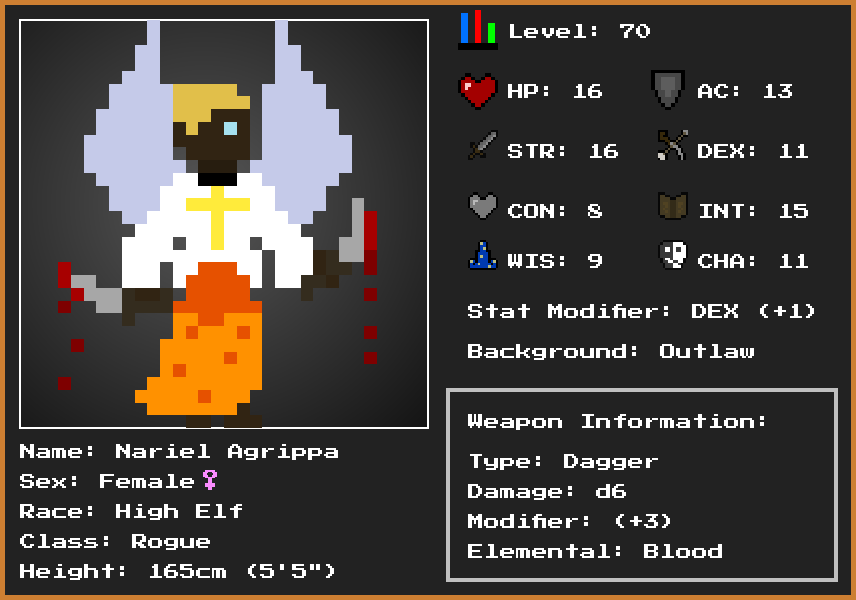 Level: 70
HP: 16
AC: 13
STR: 16
DEX: 11
CON: 8
INT: 15
WIS: 9
CHA: 11
Stat Modifier: DEX (+1)
Background: Outlaw
Weapon Information:
Type: Dagger
Damage: d6
Modifier: (+3)
Elemental: Blood
Name: Nariel Agrippa
Sex: Female♀
Race: High Elf
Class: Rogue
Height: 165cm (5'5")